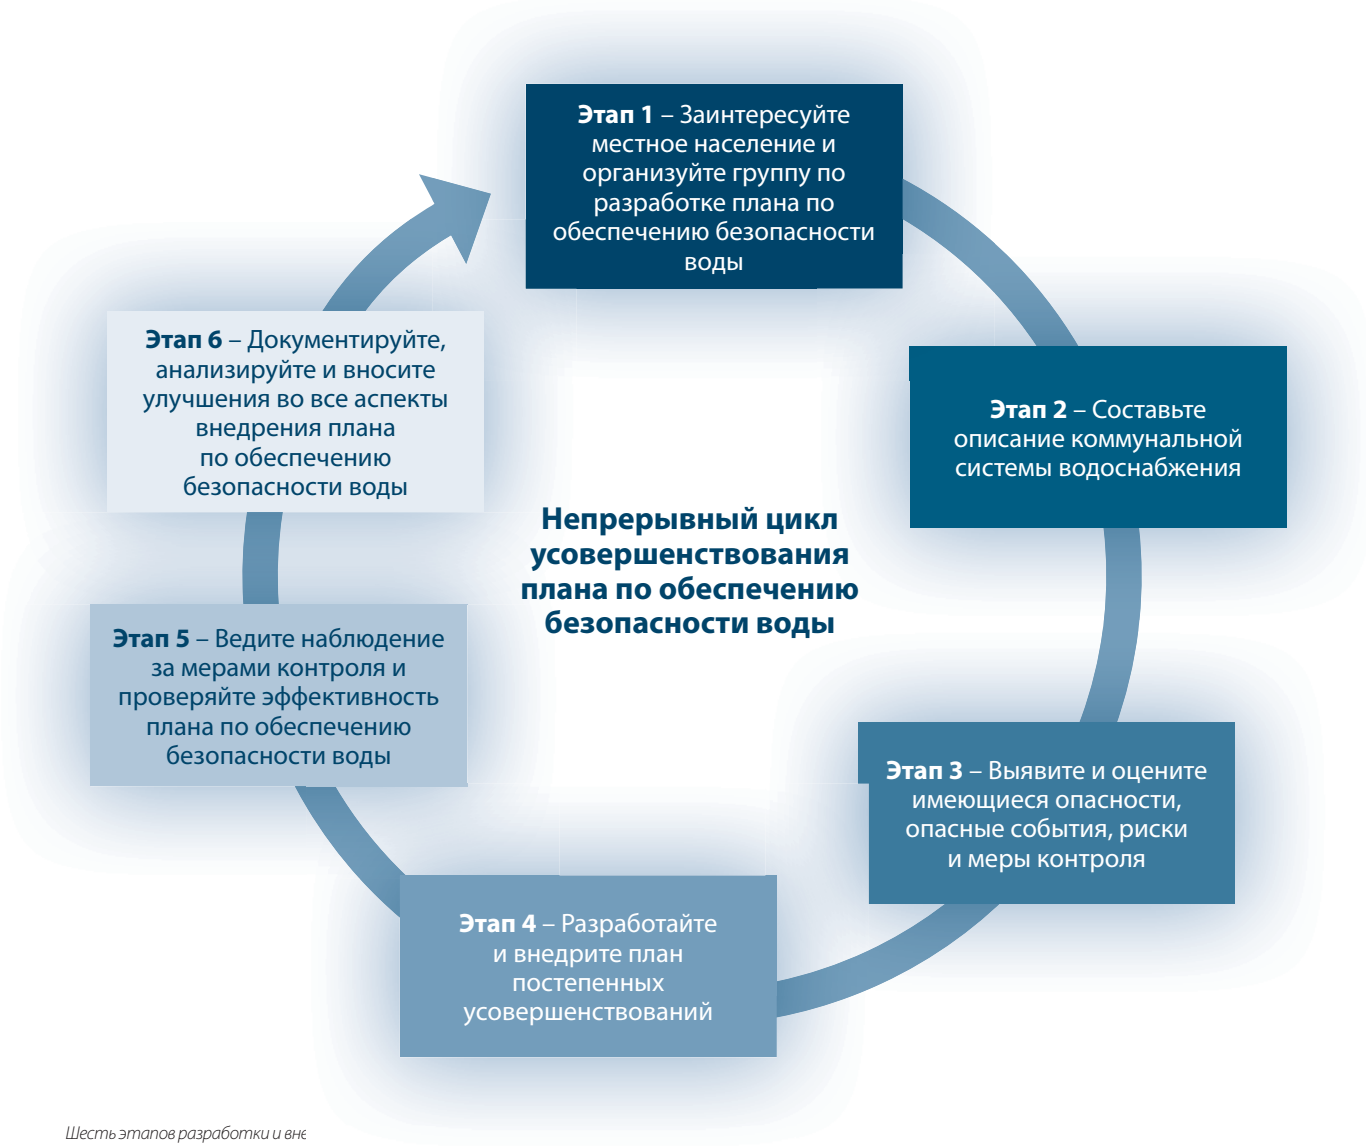 Этап 1 – Заинтересуйте
местное население и
организуйте группу по
разработке плана по
обеспечению безопасности
воды
Этап 2 – Составьте
описание коммунальной
системы водоснабжения
Этап 3 – Выявите и оцените
имеющиеся опасности,
опасные события, риски
и меры контроля
Этап 4 – Разработайте
и внедрите план
постепенных
усовершенствований
Этап 5 – Ведите наблюдение
за мерами контроля и
проверяйте эффективность
плана по обеспечению
безопасности воды
Этап 6 – Документируйте,
анализируйте и вносите
улучшения во все аспекты
внедрения плана
по обеспечению
безопасности воды
Непрерывный цикл
усовершенствования
плана по обеспечению
безопасности воды
Шесть этапов разработки и вне